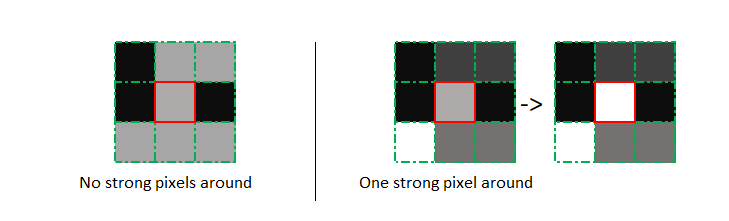 ->
No strong pixels around
One strong pixel around